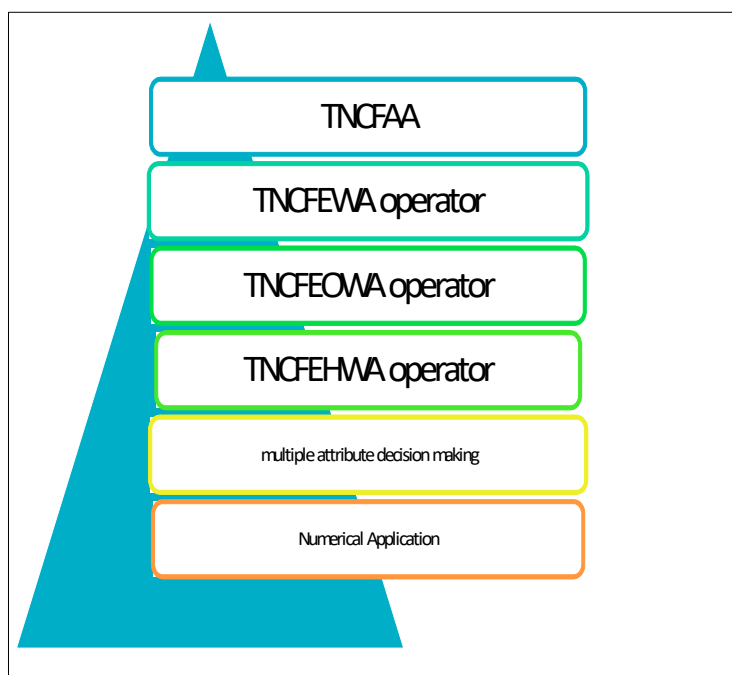 TNCFAA
TNCFEWA operator
TNCFEOWA operator
TNCFEHWA operator
multiple attribute decision making
Numerical Application